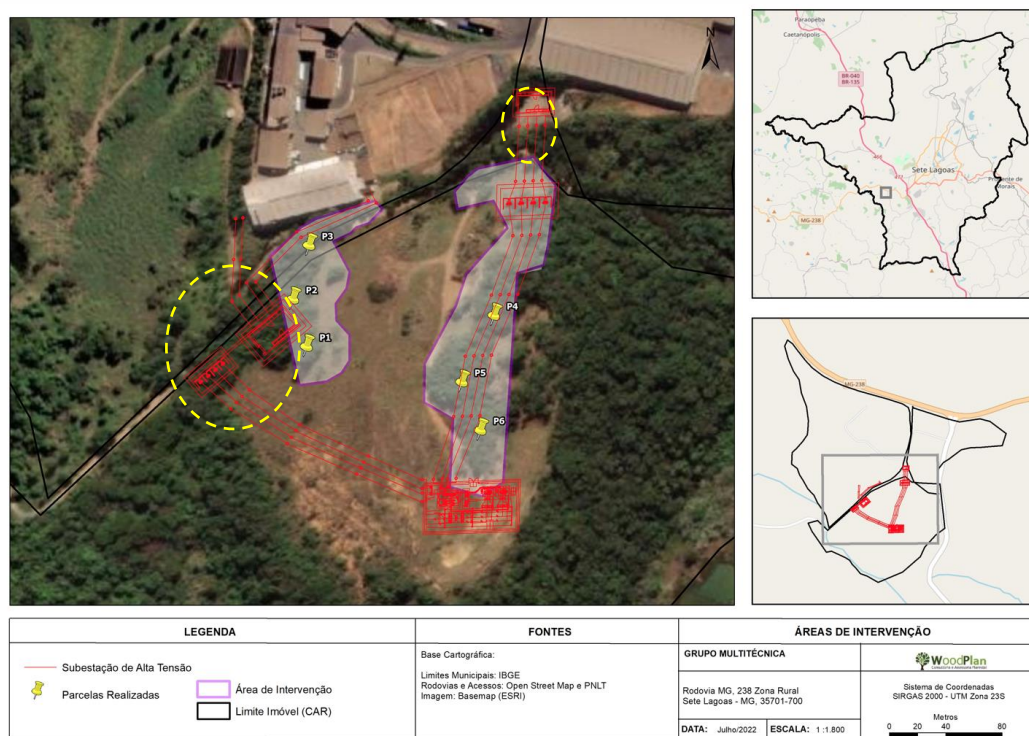 P3
P2
P1
P4
P5
P6
N
Paraopeba
Caetanópolis
BR-040
BR-135
Sete Lagoas
Prudente de
Morais
MG-238
MG-238
LEGENDA
Subestação de Alta Tensão
Parcelas Realizadas
Área de Intervenção
Limite Imóvel (CAR)
FONTES
Base Cartográfica:
Limites Municipais: IBGE
Rodovias e Acessos: Open Street Map e PNLT
Imagem: Basemap (ESRI)
ÁREAS DE INTERVENÇÃO
GRUPO MULTITÉCNICA
Rodovia MG, 238 Zona Rural
Sete Lagoas - MG, 35701-700
DATA: Julho/2022
ESCALA: 1 :1.800
WoodPlan
Sistema de Coordenadas
SIRGAS 2000 - UTM Zona 23S
Metros
0 20 40 80